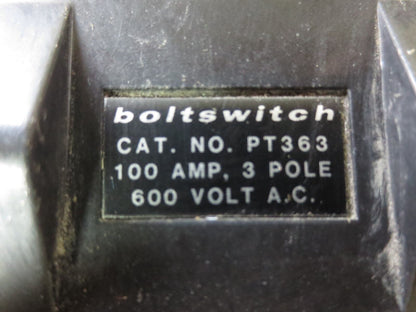 boltswitch
CAT. NO. PT363
100 AMP, 3 POLE
600 VOLT A.C.